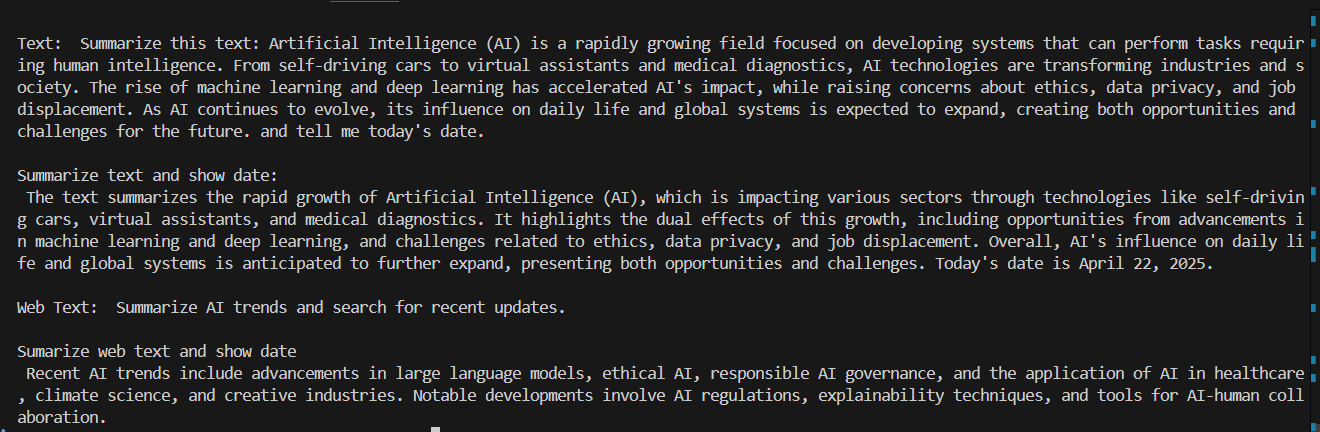 Text:  Summarize this text: Artificial Intelligence (AI) is a rapidly growing field focused on developing systems that can perform tasks requir
ing human intelligence. From self-driving cars to virtual assistants and medical diagnostics, AI technologies are transforming industries and s
ociety. The rise of machine learning and deep learning has accelerated AI's impact, while raising concerns about ethics, data privacy, and job
displacement. As AI continues to evolve, its influence on daily life and global systems is expected to expand, creating both opportunities and
challenges for the future. and tell me today's date.
Summarize text and show date:
The text summarizes the rapid growth of Artificial Intelligence (AI), which is impacting various sectors through technologies like self-drivin
g cars, virtual assistants, and medical diagnostics. It highlights the dual effects of this growth, including opportunities from advancements i
n machine learning and deep learning, and challenges related to ethics, data privacy, and job displacement. Overall, AI's influence on daily li
fe and global systems is anticipated to further expand, presenting both opportunities and challenges. Today's date is April 22, 2025.
Web Text:  Summarize AI trends and search for recent updates.
Sumarize web text and show date
Recent AI trends include advancements in large language models, ethical AI, responsible AI governance, and the application of AI in healthcare
, climate science, and creative industries. Notable developments involve AI regulations, explainability techniques, and tools for AI-human coll
aboration.